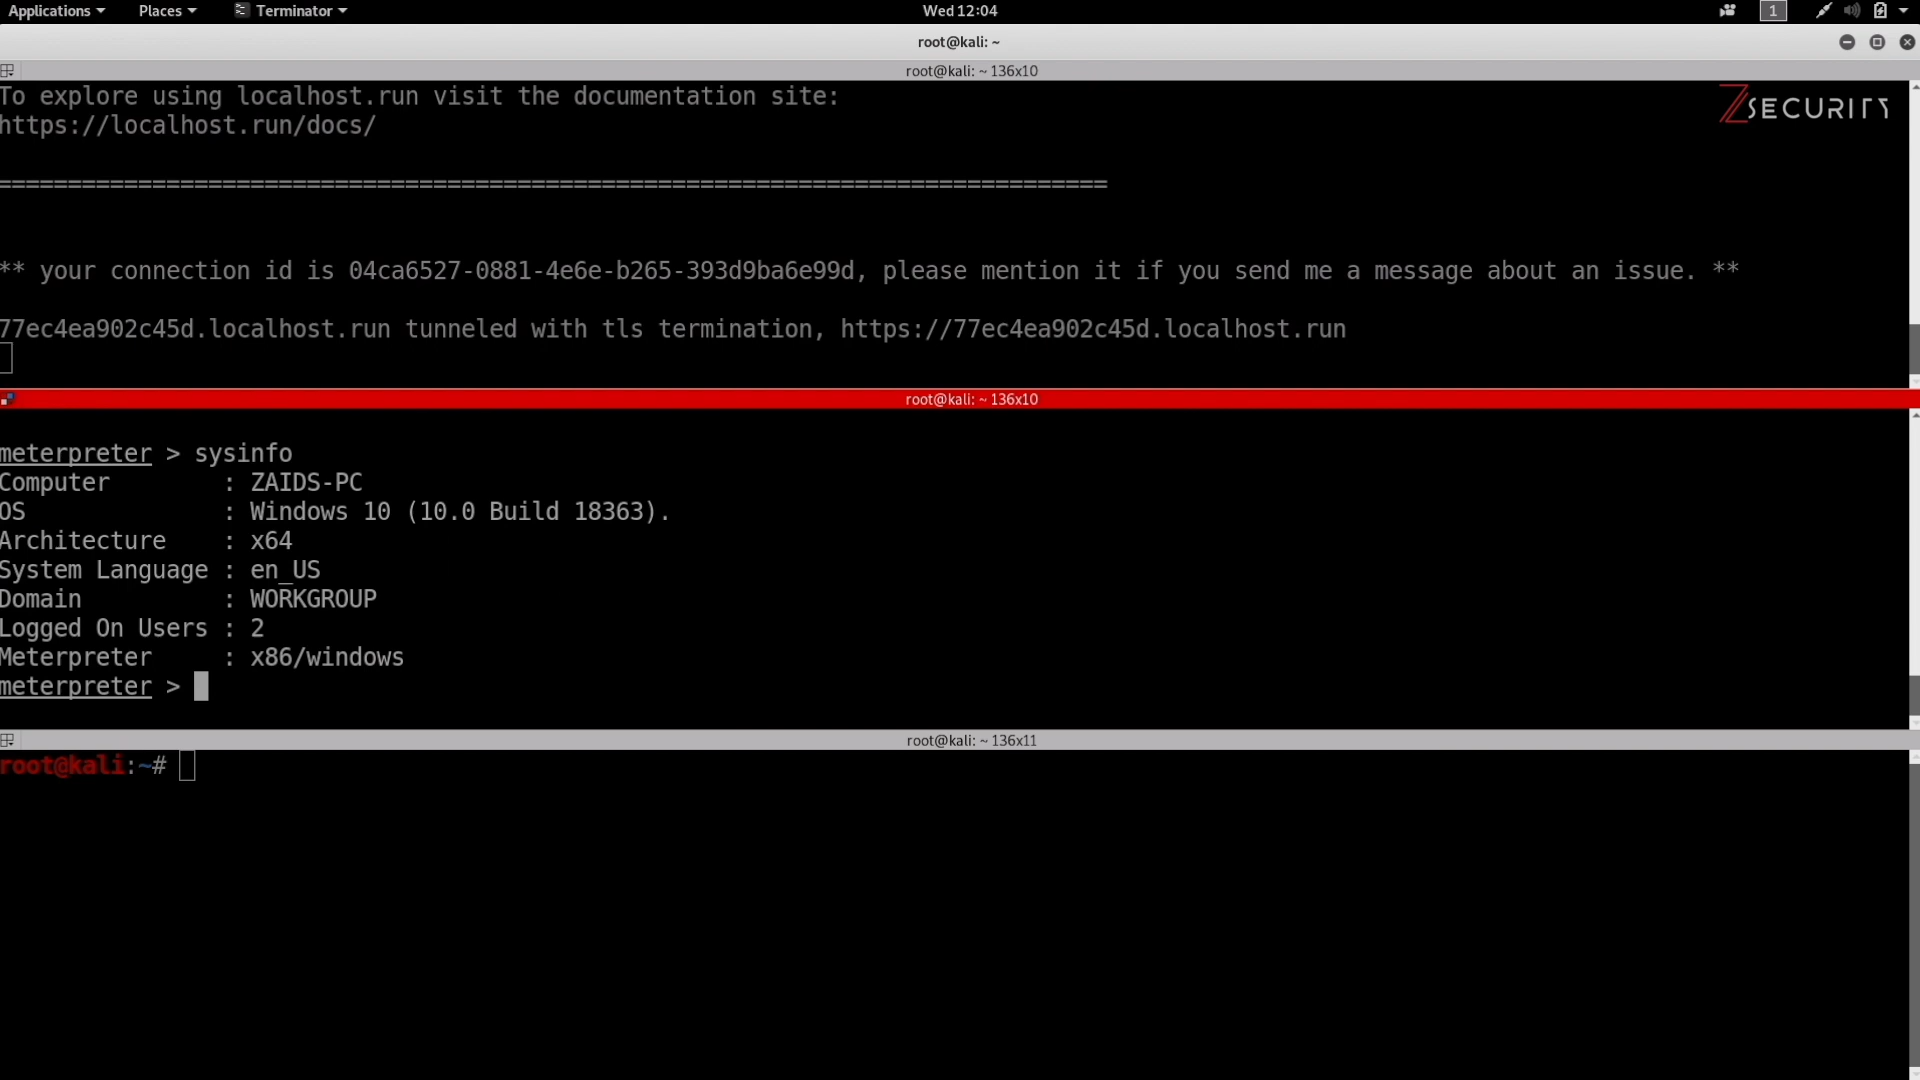 Applications Places Terminator Wed 12:04 1
root@kali: ~
root@kali: ~ 136x10
To explore using localhost.run visit the documentation site:
https://localhost.run/docs/
ZSECURITY
===============================================================================
** your connection id is 04ca6527-0881-4e6e-b265-393d9ba6e99d, please mention it if you send me a message about an issue. **
77ec4ea902c45d.localhost.run tunneled with tls termination, https://77ec4ea902c45d.localhost.run
root@kali: ~ 136x10
meterpreter > sysinfo
Computer : ZAIDS-PC
OS : Windows 10 (10.0 Build 18363).
Architecture : x64
System Language : en_US
Domain : WORKGROUP
Logged On Users : 2
Meterpreter : x86/windows
meterpreter >
root@kali: ~ 136x11
root@kali:~#